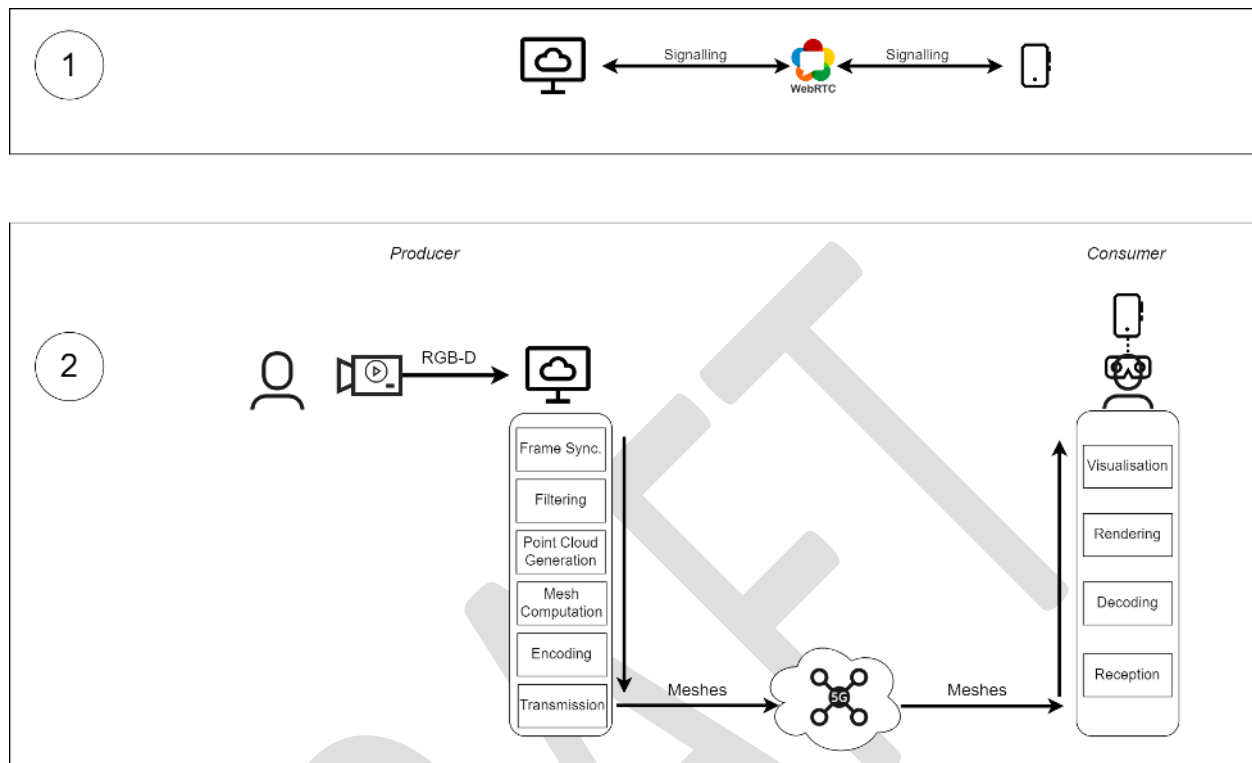 1
Signalling
Signalling
WebRTC
Producer
Consumer
2
RGB-D
Frame Sync.
Filtering
Point Cloud
Generation
Mesh
Computation
Encoding
Transmission
Meshes
5G
Meshes
Visualisation
Rendering
Decoding
Reception
RAFT